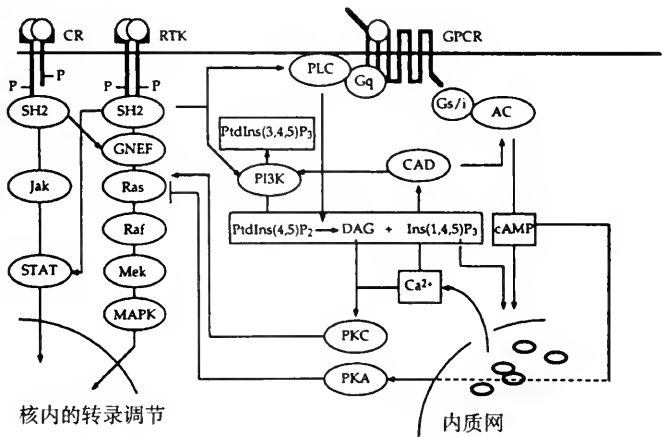 CR RTK GPCR
P P P P
PLC
Gq
SH2 SH2
Gs/i AC
GNEF
PtdIns(3,4,5)P₃
CAD
Jak Ras PI3K
Raf PtdIns(4,5)P₂ → DAG + Ins(1,4,5)P₃ cAMP
STAT Mek
Ca²⁺
MAPK
PKC
PKA
核内的转录调节
内质网